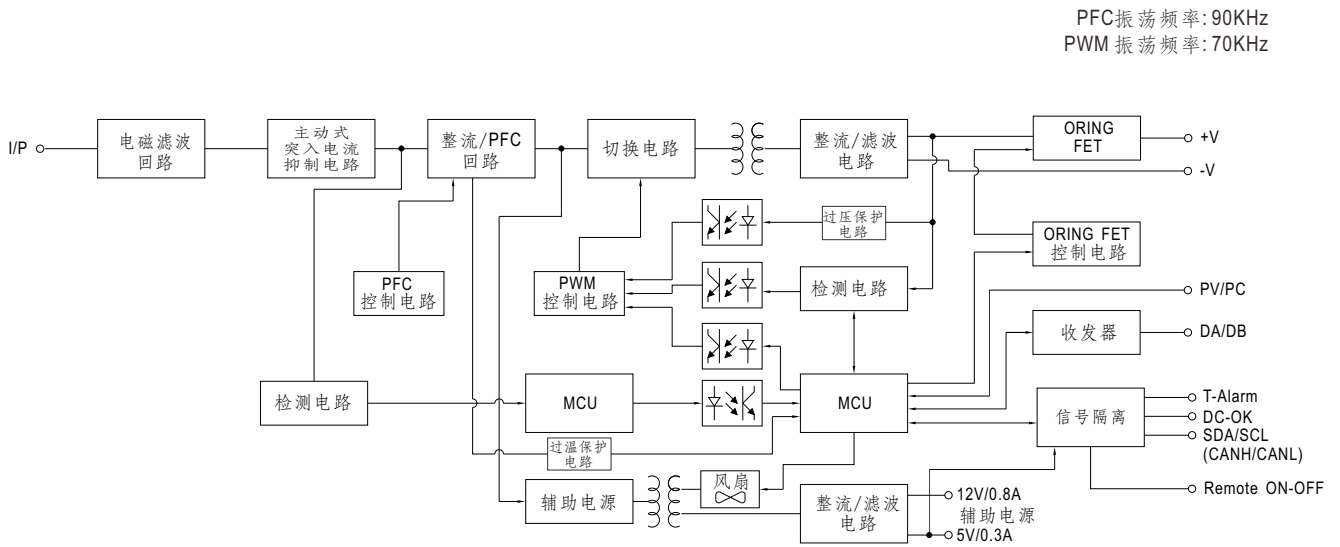 PFC振荡频率:90KHz
PWM 振荡频率:70KHz
I/P
电磁滤波
回路
主动式
突入电流
抑制电路
整流/PFC
回路
切换电路
整流/滤波
电路
ORING
FET
+V
-V
过压保护
电路
ORING FET
控制电路
PFC
控制电路
PWM
控制电路
检测电路
PV/PC
收发器
DA/DB
检测电路
MCU
MCU
信号隔离
T-Alarm
DC-OK
SDA/SCL
(CANH/CANL)
过温保护
电路
风扇
辅助电源
整流/滤波
电路
12V/0.8A
辅助电源
5V/0.3A
Remote ON-OFF